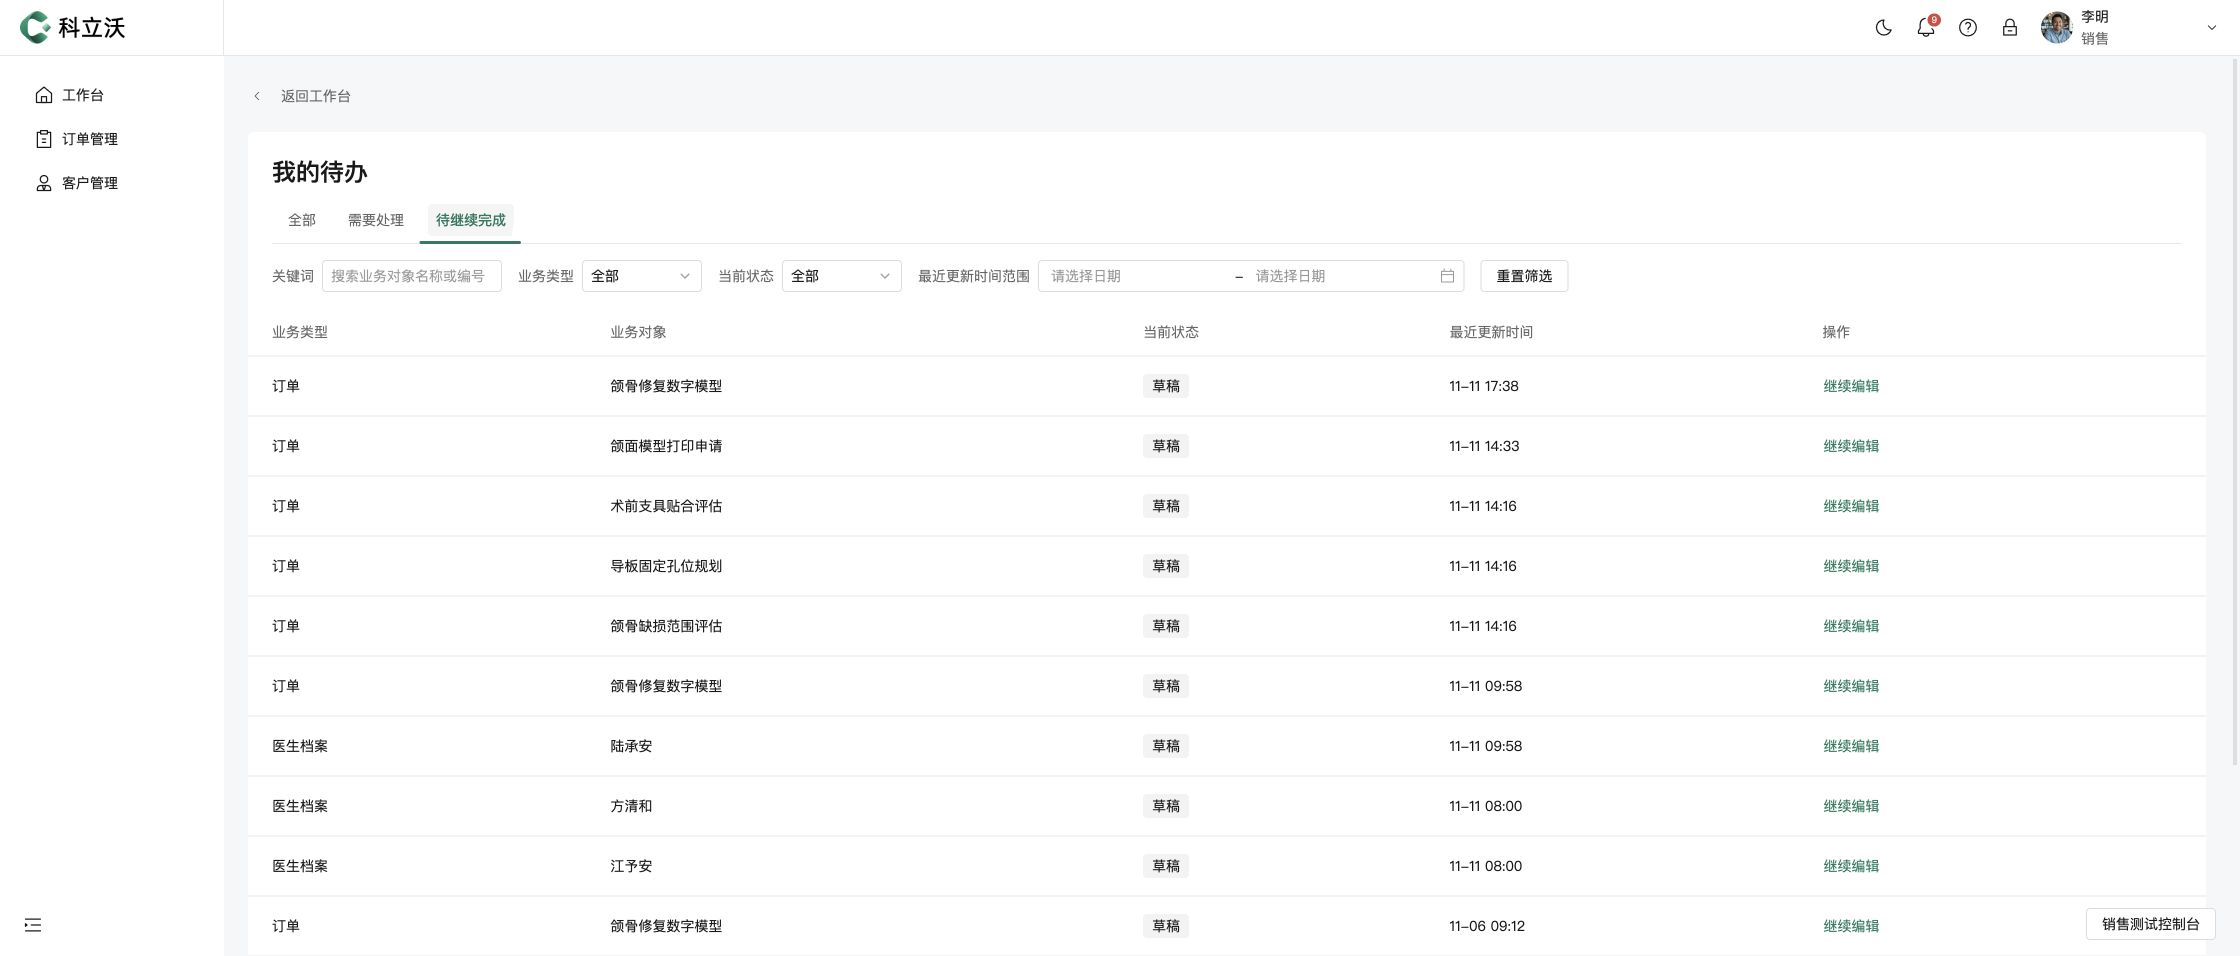 科立沃
9
李明
销售
工作台
订单管理
客户管理
返回工作台
我的待办
全部 需要处理 待继续完成
关键词 搜索业务对象名称或编号 业务类型 全部 当前状态 全部 最近更新时间范围 请选择日期 – 请选择日期 重置筛选
业务类型 业务对象 当前状态 最近更新时间 操作
订单 颌骨修复数字模型 草稿 11-11 17:38 继续编辑
订单 颌面模型打印申请 草稿 11-11 14:33 继续编辑
订单 术前支具贴合评估 草稿 11-11 14:16 继续编辑
订单 导板固定孔位规划 草稿 11-11 14:16 继续编辑
订单 颌骨缺损范围评估 草稿 11-11 14:16 继续编辑
订单 颌骨修复数字模型 草稿 11-11 09:58 继续编辑
医生档案 陆承安 草稿 11-11 09:58 继续编辑
医生档案 方清和 草稿 11-11 08:00 继续编辑
医生档案 江予安 草稿 11-11 08:00 继续编辑
订单 颌骨修复数字模型 草稿 11-06 09:12 继续编辑
销售测试控制台